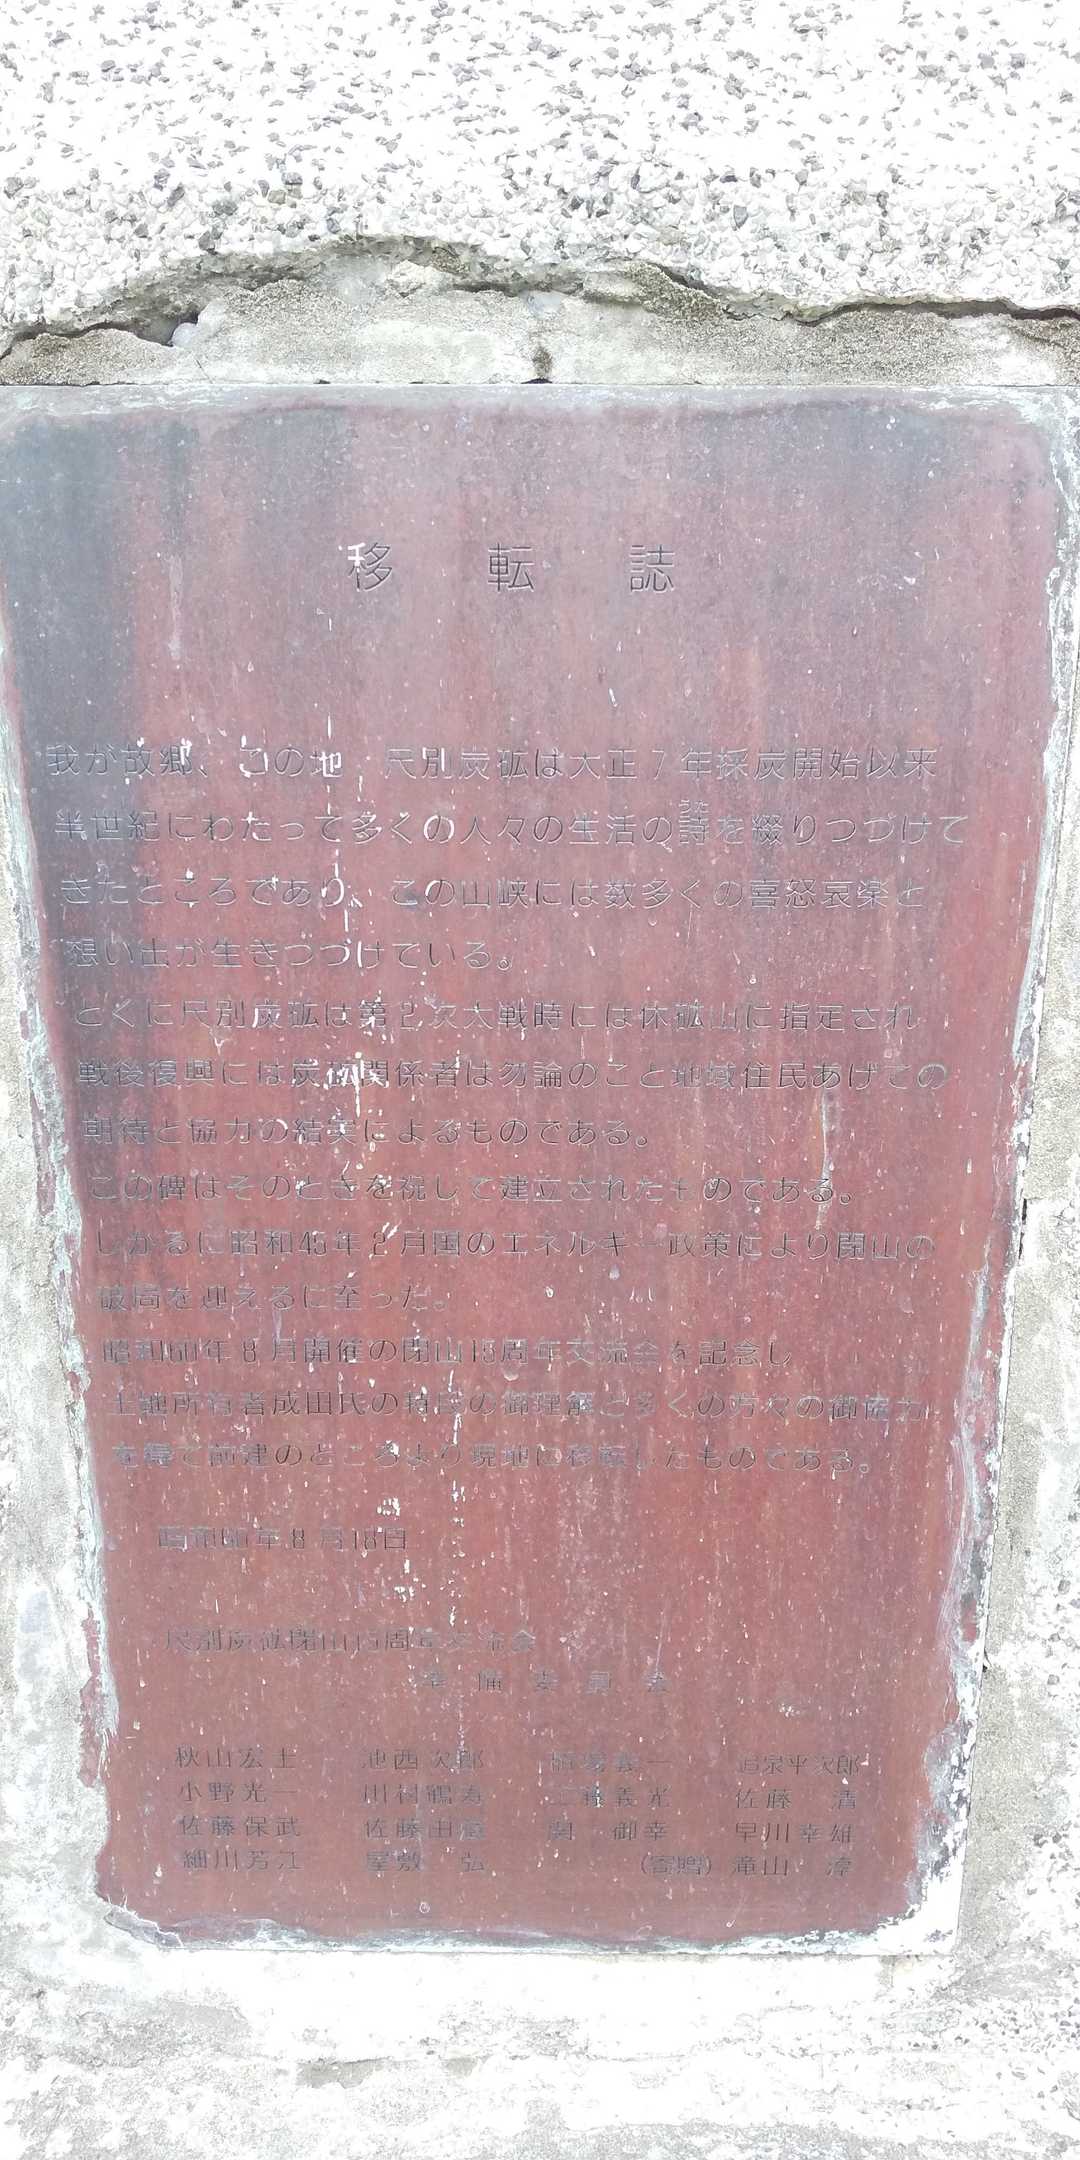 移転誌
我が故郷、この地 尺別炭砿は大正7年採炭開始以来
半世紀にわたって多くの人々の生活の詩を綴りつづけて
きたところであり、この山峡には数多くの喜怒哀楽と
想い出が生きつづけている。
とくに尺別炭砿は第2次大戦時には休砿山に指定され
戦後復興には炭砿関係者は勿論のこと地域住民あげての
期待と協力の結実によるものである。
この碑はそのときを祝して建立されたものである。
しかるに昭和45年2月国のエネルギー政策により閉山の
破局を迎えるに至った。
昭和60年8月開催の閉山15周年交流会を記念し
土地所有者成田氏の特段の御理解と多くの方々の御協力
を得て前建のところより現地に移転したものである。
昭和60年8月18日
尺別炭砿閉山15周年交流会
準備委員会
秋山宏士 池西次郎 義一 泉平次郎
小野光一 川村鶴寿 工藤義光 佐藤 清
佐藤保武 佐藤由 関 御幸 早川幸雄
細川芳江 屋敷 弘 (寄贈) 滝山 淳